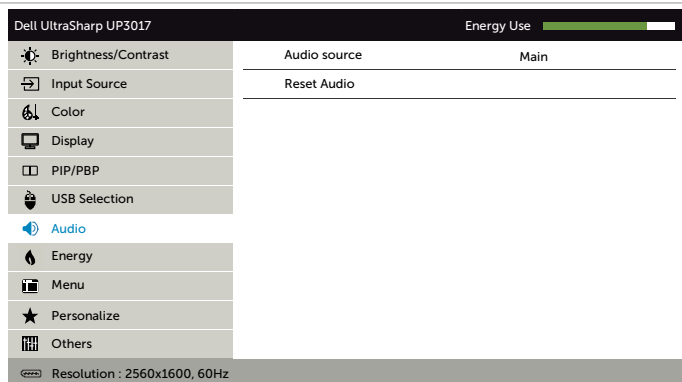 Dell UltraSharp UP3017 Energy Use
Brightness/Contrast Audio source Main
Input Source Reset Audio
Color
Display
PIP/PBP
USB Selection
Audio
Energy
Menu
Personalize
Others
Resolution : 2560x1600, 60Hz